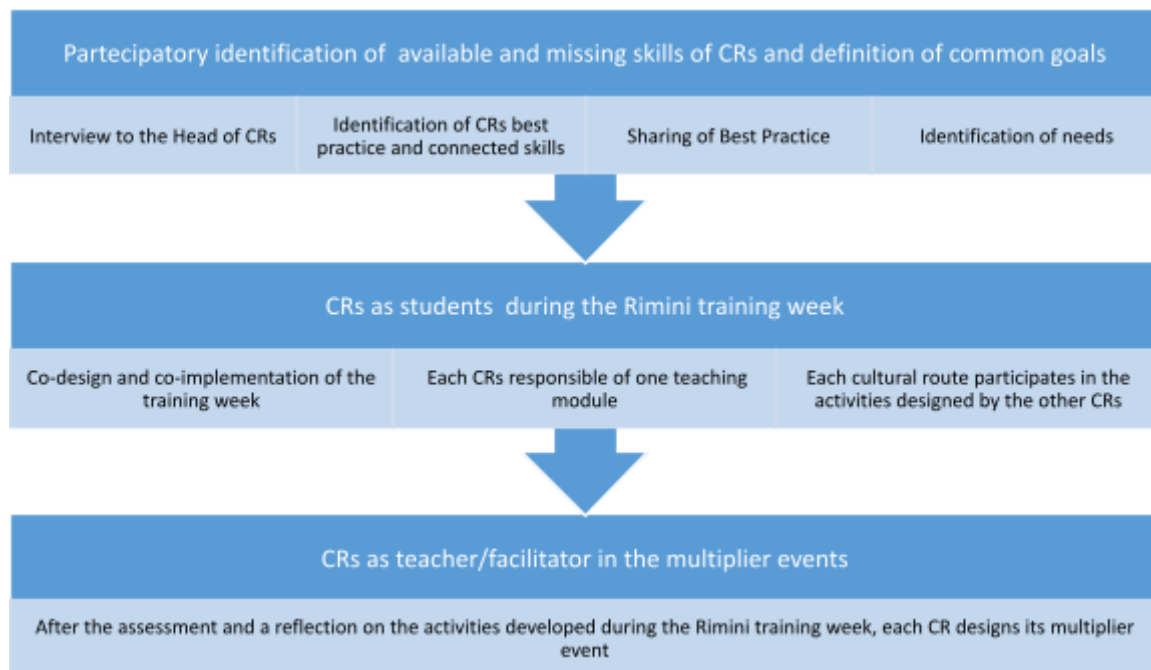 Partecipatory identification of available and missing skills of CRs and definition of common goals
Interview to the Head of CRs
Identification of CRs best
practice and connected skills
Sharing of Best Practice
Identification of needs
CRs as students during the Rimini training week
Co-design and co-implementation of the
training week
Each CRs responsible of one teaching
module
Each cultural route participates in the
activities designed by the other CRs
CRs as teacher/facilitator in the multiplier events
After the assessment and a reflection on the activities developed during the Rimini training week, each CR designs its multiplier
event